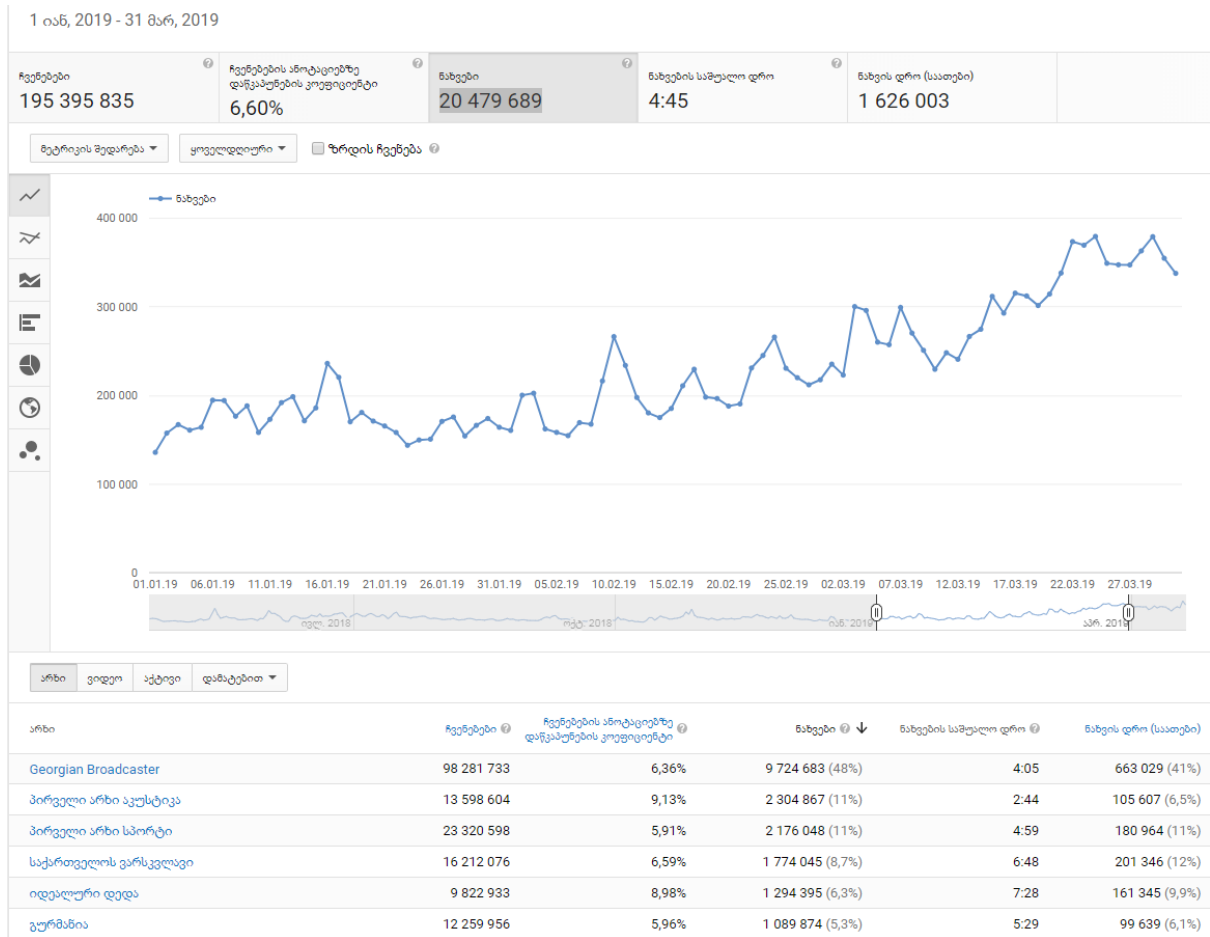 1 იან, 2019 - 31 მარ, 2019
ჩვენებები
195 395 835
ჩვენებების ანოტაციებზე
დაწკაპუნების კოეფიციენტი
6,60%
ნახვები
20 479 689
ნახვების საშუალო დრო
4:45
ნახვის დრო (საათები)
1 626 003
მეტრიკის შედარება
ყოველდღიური
ზრდის ჩვენება
ნახვები
400 000
300 000
200 000
100 000
0
01.01.19 06.01.19 11.01.19 16.01.19 21.01.19 26.01.19 31.01.19 05.02.19 10.02.19 15.02.19 20.02.19 25.02.19 02.03.19 07.03.19 12.03.19 17.03.19 22.03.19 27.03.19
ივლ. 2018 ოქტ. 2018 იან. 2019 აპრ. 2019
არხი ვიდეო აქტივი დამატებით
არხი ჩვენებები ჩვენებების ანოტაციებზე დაწკაპუნების კოეფიციენტი ნახვები ნახვების საშუალო დრო ნახვის დრო (საათები)
Georgian Broadcaster 98 281 733 6,36% 9 724 683 (48%) 4:05 663 029 (41%)
პირველი არხი აკუსტიკა 13 598 604 9,13% 2 304 867 (11%) 2:44 105 607 (6,5%)
პირველი არხი სპორტი 23 320 598 5,91% 2 176 048 (11%) 4:59 180 964 (11%)
საქართველოს ვარსკვლავი 16 212 076 6,59% 1 774 045 (8,7%) 6:48 201 346 (12%)
იდეალური დედა 9 822 933 8,98% 1 294 395 (6,3%) 7:28 161 345 (9,9%)
გურმანია 12 259 956 5,96% 1 089 874 (5,3%) 5:29 99 639 (6,1%)